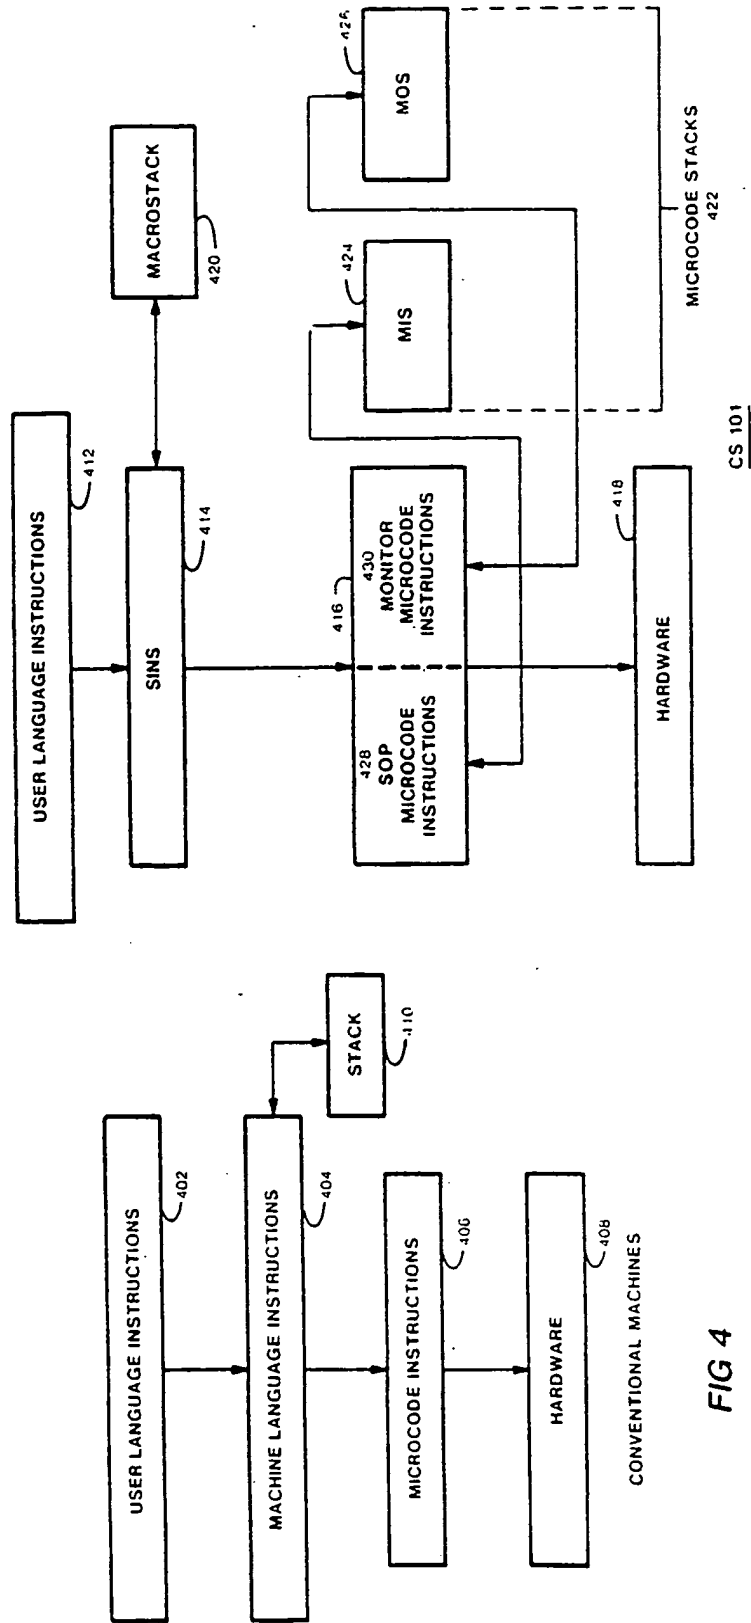 USER LANGUAGE INSTRUCTIONS
402
MACHINE LANGUAGE INSTRUCTIONS
404
STACK
410
MICROCODE INSTRUCTIONS
406
HARDWARE
408
CONVENTIONAL MACHINES
FIG 4
USER LANGUAGE INSTRUCTIONS
412
SINS
414
MACROSTACK
420
416
428
SOP
MICROCODE
INSTRUCTIONS
430
MONITOR
MICROCODE
INSTRUCTIONS
MIS
424
MOS
426
MICROCODE STACKS
422
HARDWARE
418
CS 101